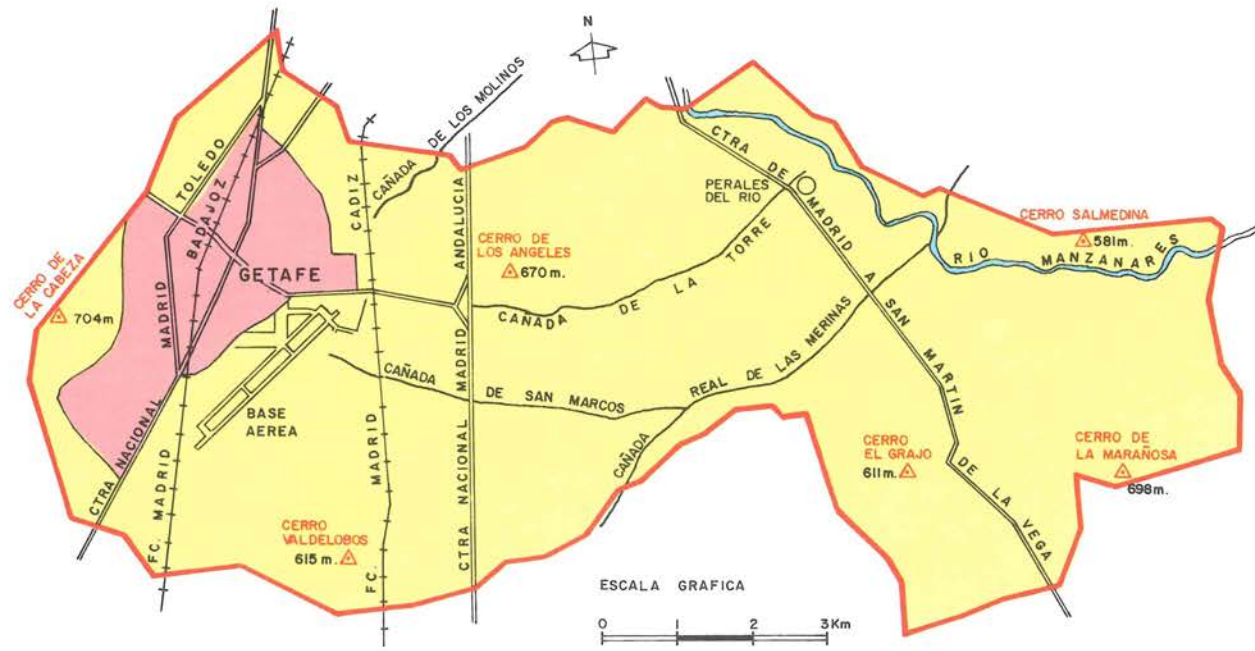 N
CAÑADA DE LOS MOLINOS
TOLEDO
BADAJOZ
CADIZ
ANDALUCIA
CTRA DE MADRID A SAN MARTIN DE LA VEGA
PERALES
DEL RIO
CERRO SALMEDINA
581m.
RIO MANZANARES
CERRO DE
LOS ANGELES
670 m.
CAÑADA DE LA TORRE
GETAFE
CERRO DE
LA CABEZA
704m
MADRID
CAÑADA DE SAN MARCOS
CAÑADA REAL DE LAS MERINAS
BASE
AEREA
CTRA NACIONAL
FC. MADRID
FC. MADRID
CTRA NACIONAL MADRID
CERRO
EL GRAJO
611m.
CERRO DE
LA MARAÑOSA
698m.
CERRO
VALDELOBOS
615 m.
ESCALA GRAFICA
0 1 2 3Km